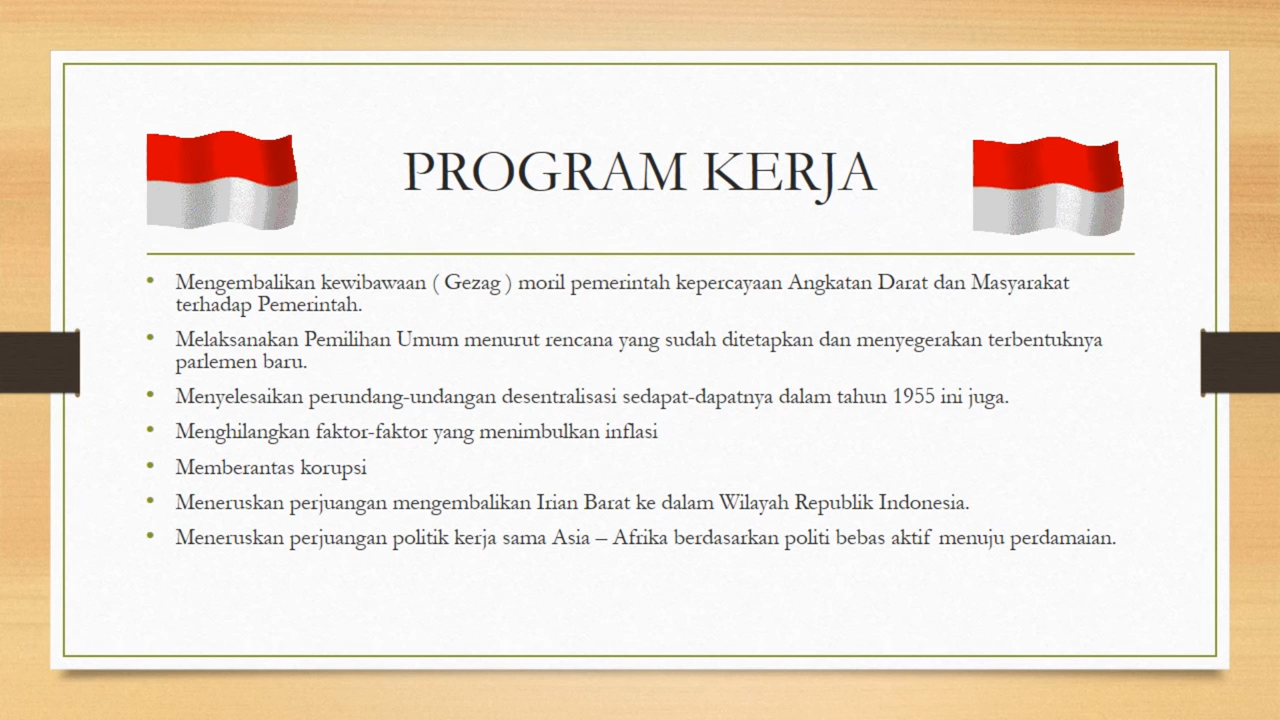 PROGRAM KERJA
• Mengembalikan kewibawaan ( Gezag ) moril pemerintah kepercayaan Angkatan Darat dan Masyarakat
terhadap Pemerintah.
• Melaksanakan Pemilihan Umum menurut rencana yang sudah ditetapkan dan menyegerakan terbentuknya
parlemen baru.
• Menyelesaikan perundang-undangan desentralisasi sedapat-dapatnya dalam tahun 1955 ini juga.
• Menghilangkan faktor-faktor yang menimbulkan inflasi
• Memberantas korupsi
• Meneruskan perjuangan mengembalikan Irian Barat ke dalam Wilayah Republik Indonesia.
• Meneruskan perjuangan politik kerja sama Asia – Afrika berdasarkan politi bebas aktif menuju perdamaian.